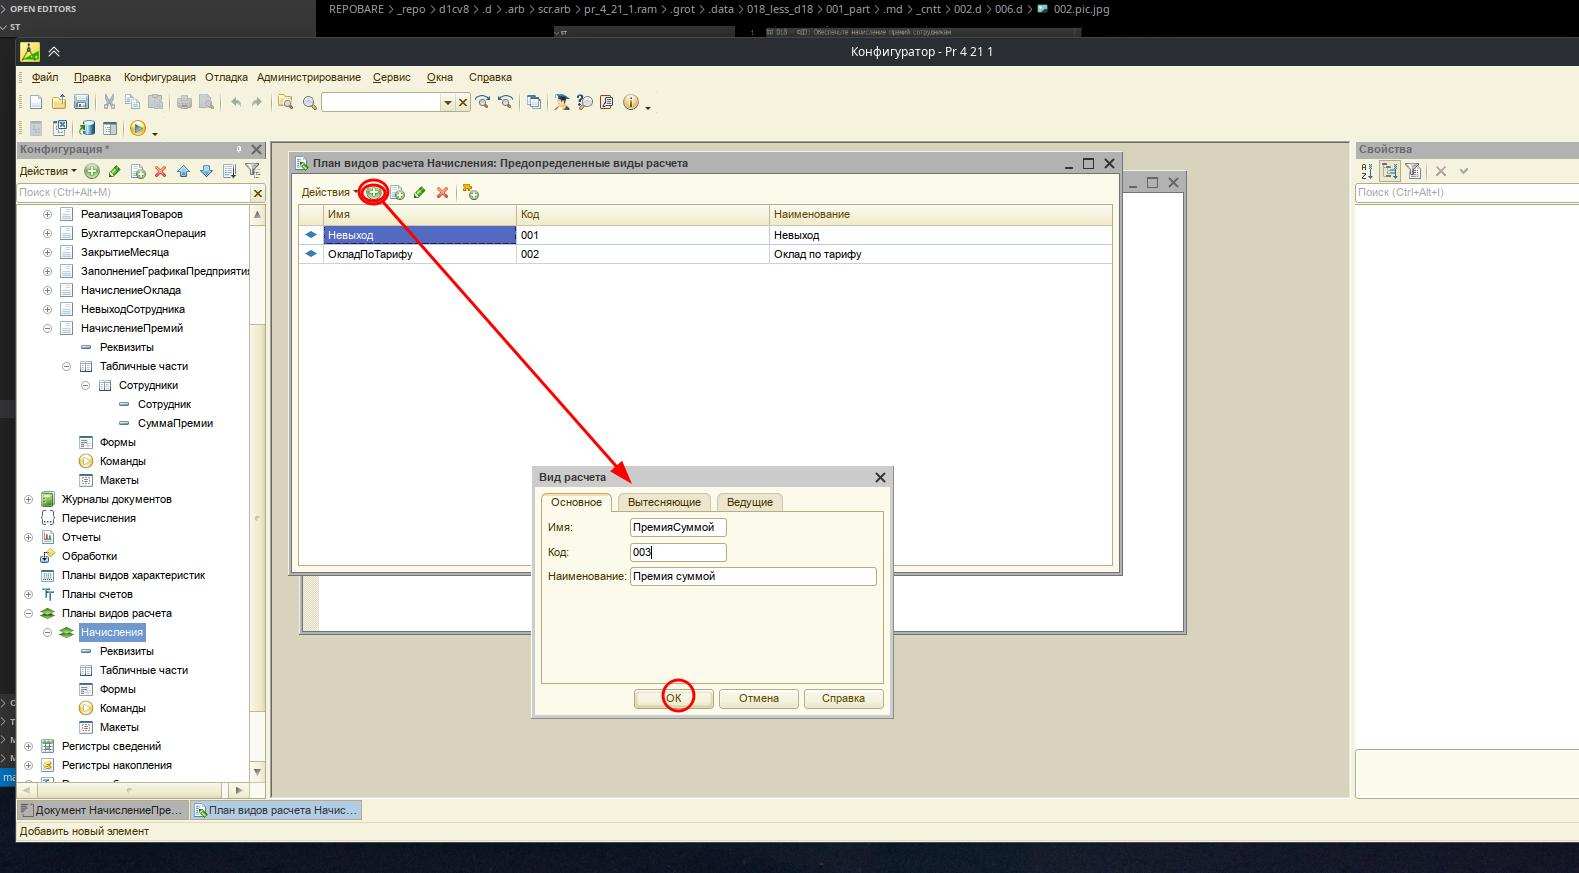 OPEN EDITORS
REPOBARE > _repo > d1cv8 > .d > .arb > scr.arb > pr_4_21_1.ram > .grot > .data > 018_less_d18 > 001_part > .md > _cntt > 002.d > 006.d > 002.pic.jpg
ST
ST
1
Конфигуратор - Pr 4 21 1
Файл Правка Конфигурация Отладка Администрирование Сервис Окна Справка
Конфигурация *
Действия
Поиск (Ctrl+Alt+M)
РеализацияТоваров
БухгалтерскаяОперация
ЗакрытиеМесяца
ЗаполнениеГрафикаПредприяти
НачислениеОклада
НевыходСотрудника
НачислениеПремий
Реквизиты
Табличные части
Сотрудники
Сотрудник
СуммаПремии
Формы
Команды
Макеты
Журналы документов
Перечисления
Отчеты
Обработки
Планы видов характеристик
Планы счетов
Планы видов расчета
Начисления
Реквизиты
Табличные части
Формы
Команды
Макеты
Регистры сведений
Регистры накопления
План видов расчета Начисления: Предопределенные виды расчета
Действия
Имя Код Наименование
Невыход 001 Невыход
ОкладПоТарифу 002 Оклад по тарифу
Вид расчета
Основное Вытесняющие Ведущие
Имя: ПремияСуммой
Код: 003
Наименование: Премия суммой
ОК Отмена Справка
Свойства
Поиск (Ctrl+Alt+I)
Документ НачислениеПре... План видов расчета Начис...
Добавить новый элемент